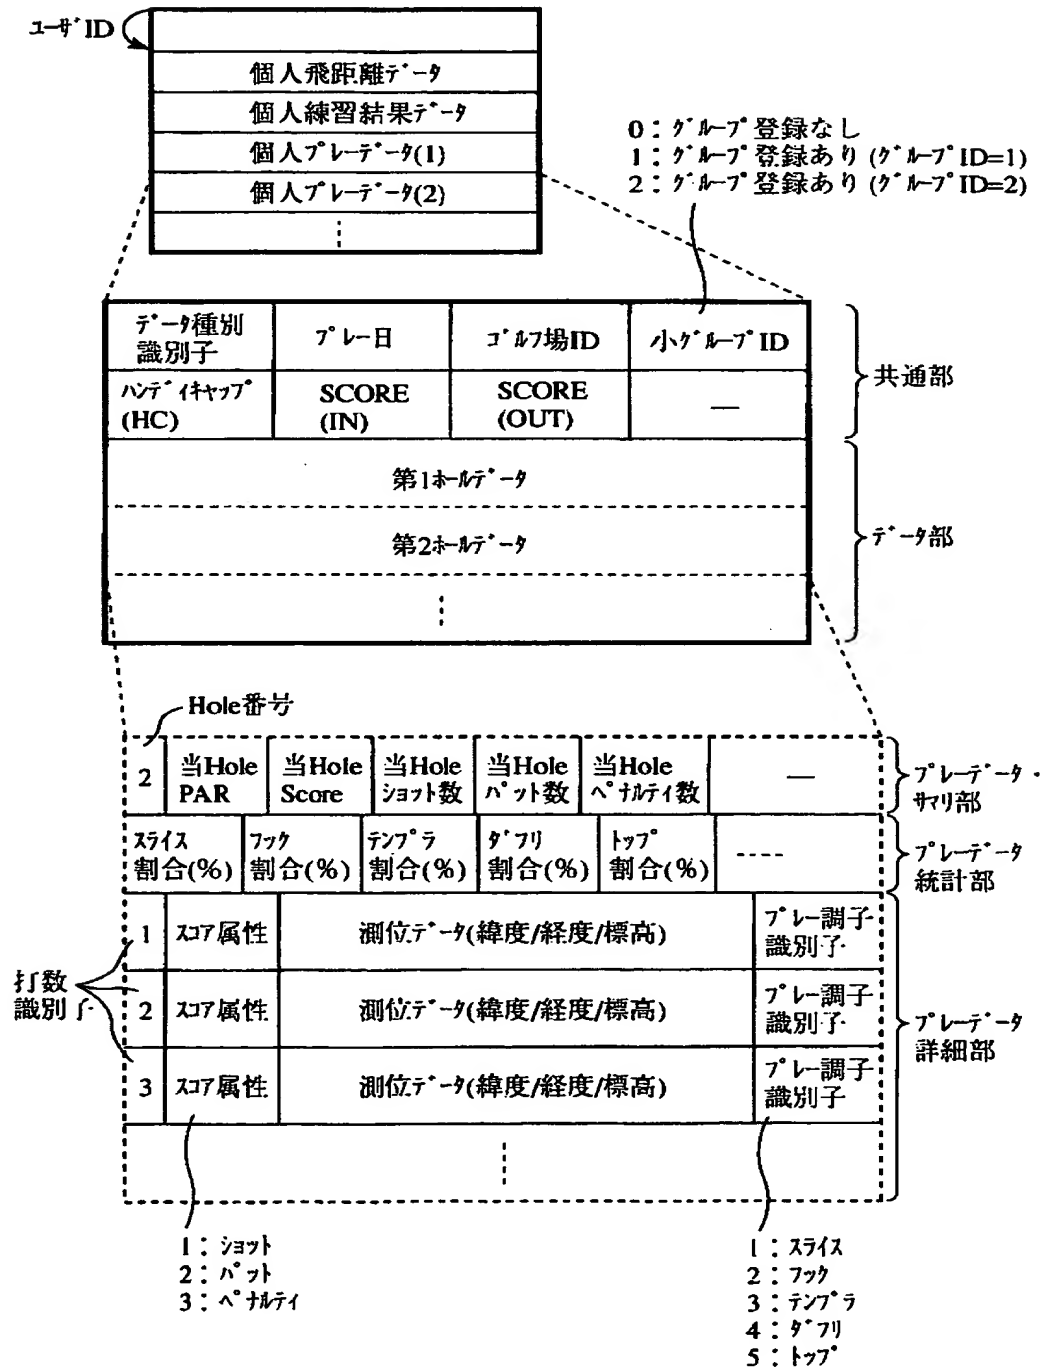 ユーザID
個人飛距離データ
個人練習結果データ
個人プレーデータ(1)
個人プレーデータ(2)
0：グループ登録なし
1：グループ登録あり (グループID=1)
2：グループ登録あり (グループID=2)
データ種別
識別子
プレー日
ゴルフ場ID
小グループID
ハンディキャップ
(HC)
SCORE
(IN)
SCORE
(OUT)
—
共通部
第1ホールデータ
第2ホールデータ
データ部
Hole番号
2
当Hole
PAR
当Hole
Score
当Hole
ショット数
当Hole
パット数
当Hole
ペナルティ数
—
プレーデータ・
サマリ部
スライス
割合(%)
フック
割合(%)
テンプラ
割合(%)
ダフリ
割合(%)
トップ
割合(%)
----
プレーデータ
統計部
打数
識別子
1
スコア属性
測位データ(緯度/経度/標高)
プレー調子
識別子
2
スコア属性
測位データ(緯度/経度/標高)
プレー調子
識別子
3
スコア属性
測位データ(緯度/経度/標高)
プレー調子
識別子
プレーデータ
詳細部
1：ショット
2：パット
3：ペナルティ
1：スライス
2：フック
3：テンプラ
4：ダフリ
5：トップ